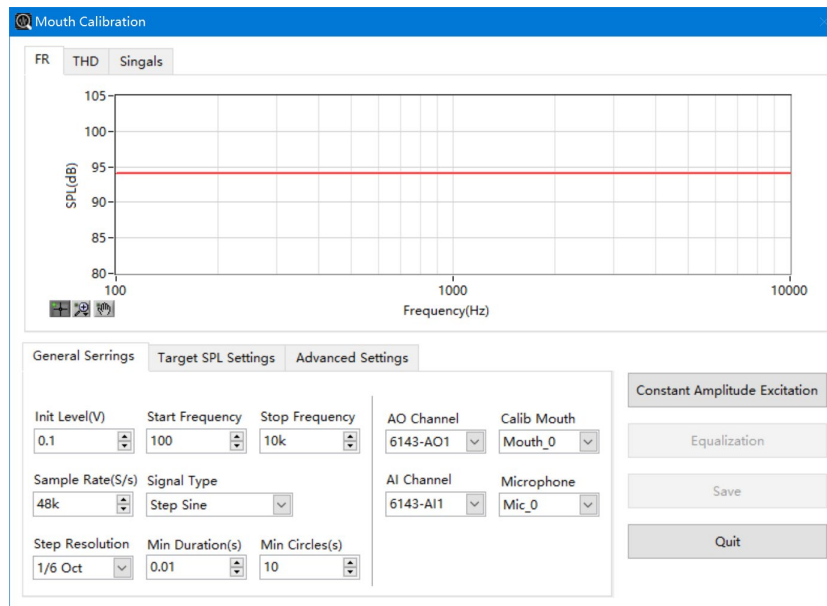 Mouth Calibration
FR THD Singals
105
100
95
90
85
80
SPL(dB)
100 1000 10000
Frequency(Hz)
General Serrings Target SPL Settings Advanced Settings
Init Level(V) Start Frequency Stop Frequency
0.1 100 10k
Sample Rate(S/s) Signal Type
48k Step Sine
Step Resolution Min Duration(s) Min Circles(s)
1/6 Oct 0.01 10
AO Channel Calib Mouth
6143-AO1 Mouth_0
AI Channel Microphone
6143-AI1 Mic_0
Constant Amplitude Excitation
Equalization
Save
Quit